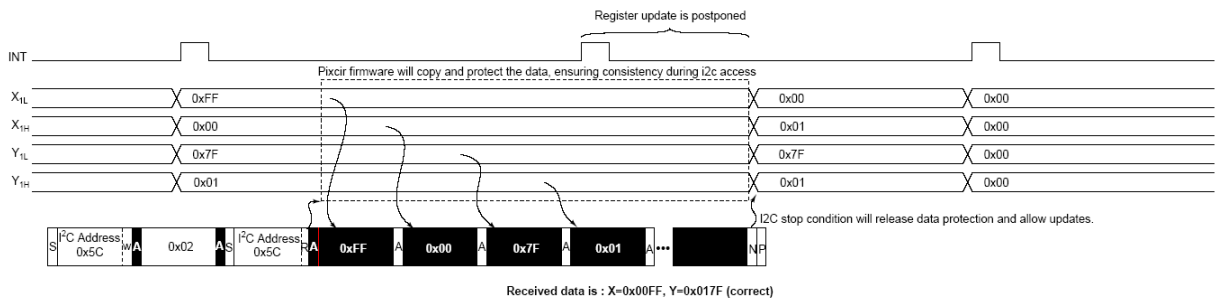 Register update is postponed
INT
Pixcir firmware will copy and protect the data, ensuring consistency during i2c access
X1L 0xFF 0x00 0x00
X1H 0x00 0x01 0x00
Y1L 0x7F 0x7F 0x00
Y1H 0x01 0x01 0x00
I2C stop condition will release data protection and allow updates.
S I²C Address 0x5C W A 0x02 A S I²C Address 0x5C R A 0xFF A 0x00 A 0x7F A 0x01 A ••• N P
Received data is : X=0x00FF, Y=0x017F (correct)